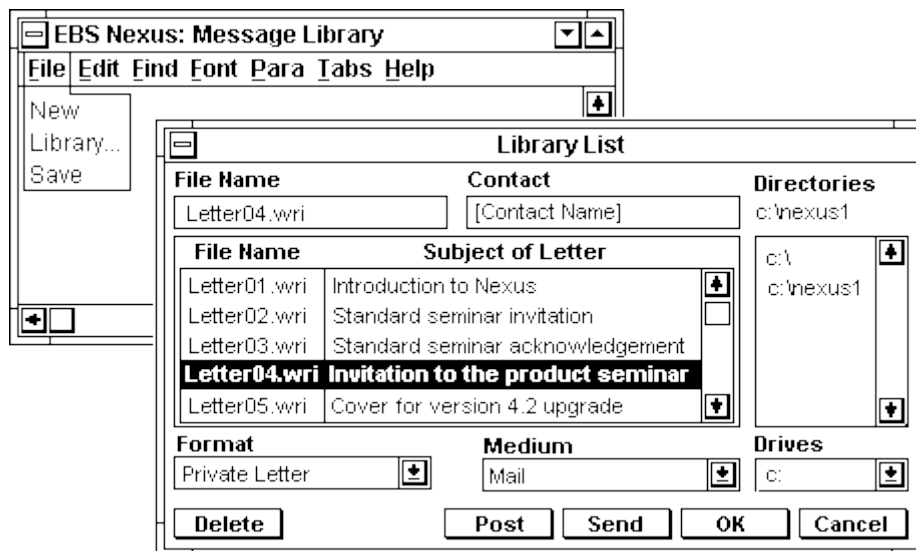 EBS Nexus: Message Library
File Edit Find Font Para Tabs Help
New
Library...
Save
Library List
File Name Contact Directories
Letter04.wri [Contact Name] c:\nexus1
File Name Subject of Letter
c:\
c:\nexus1
Letter01.wri Introduction to Nexus
Letter02.wri Standard seminar invitation
Letter03.wri Standard seminar acknowledgement
Letter04.wri Invitation to the product seminar
Letter05.wri Cover for version 4.2 upgrade
Format Medium Drives
Private Letter Mail c:
Delete Post Send OK Cancel